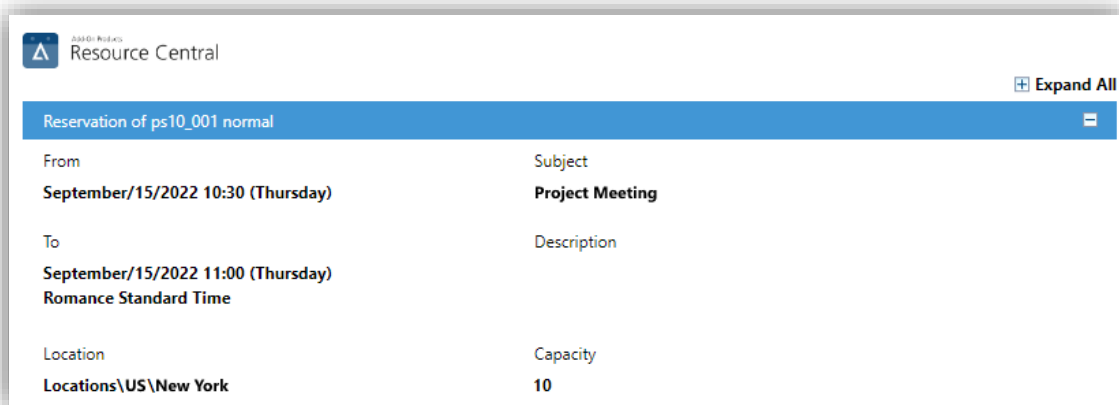 Add-On Products
Resource Central
Expand All
Reservation of ps10_001 normal
From
Subject
September/15/2022 10:30 (Thursday)
Project Meeting
To
Description
September/15/2022 11:00 (Thursday)
Romance Standard Time
Location
Capacity
Locations\US\New York
10